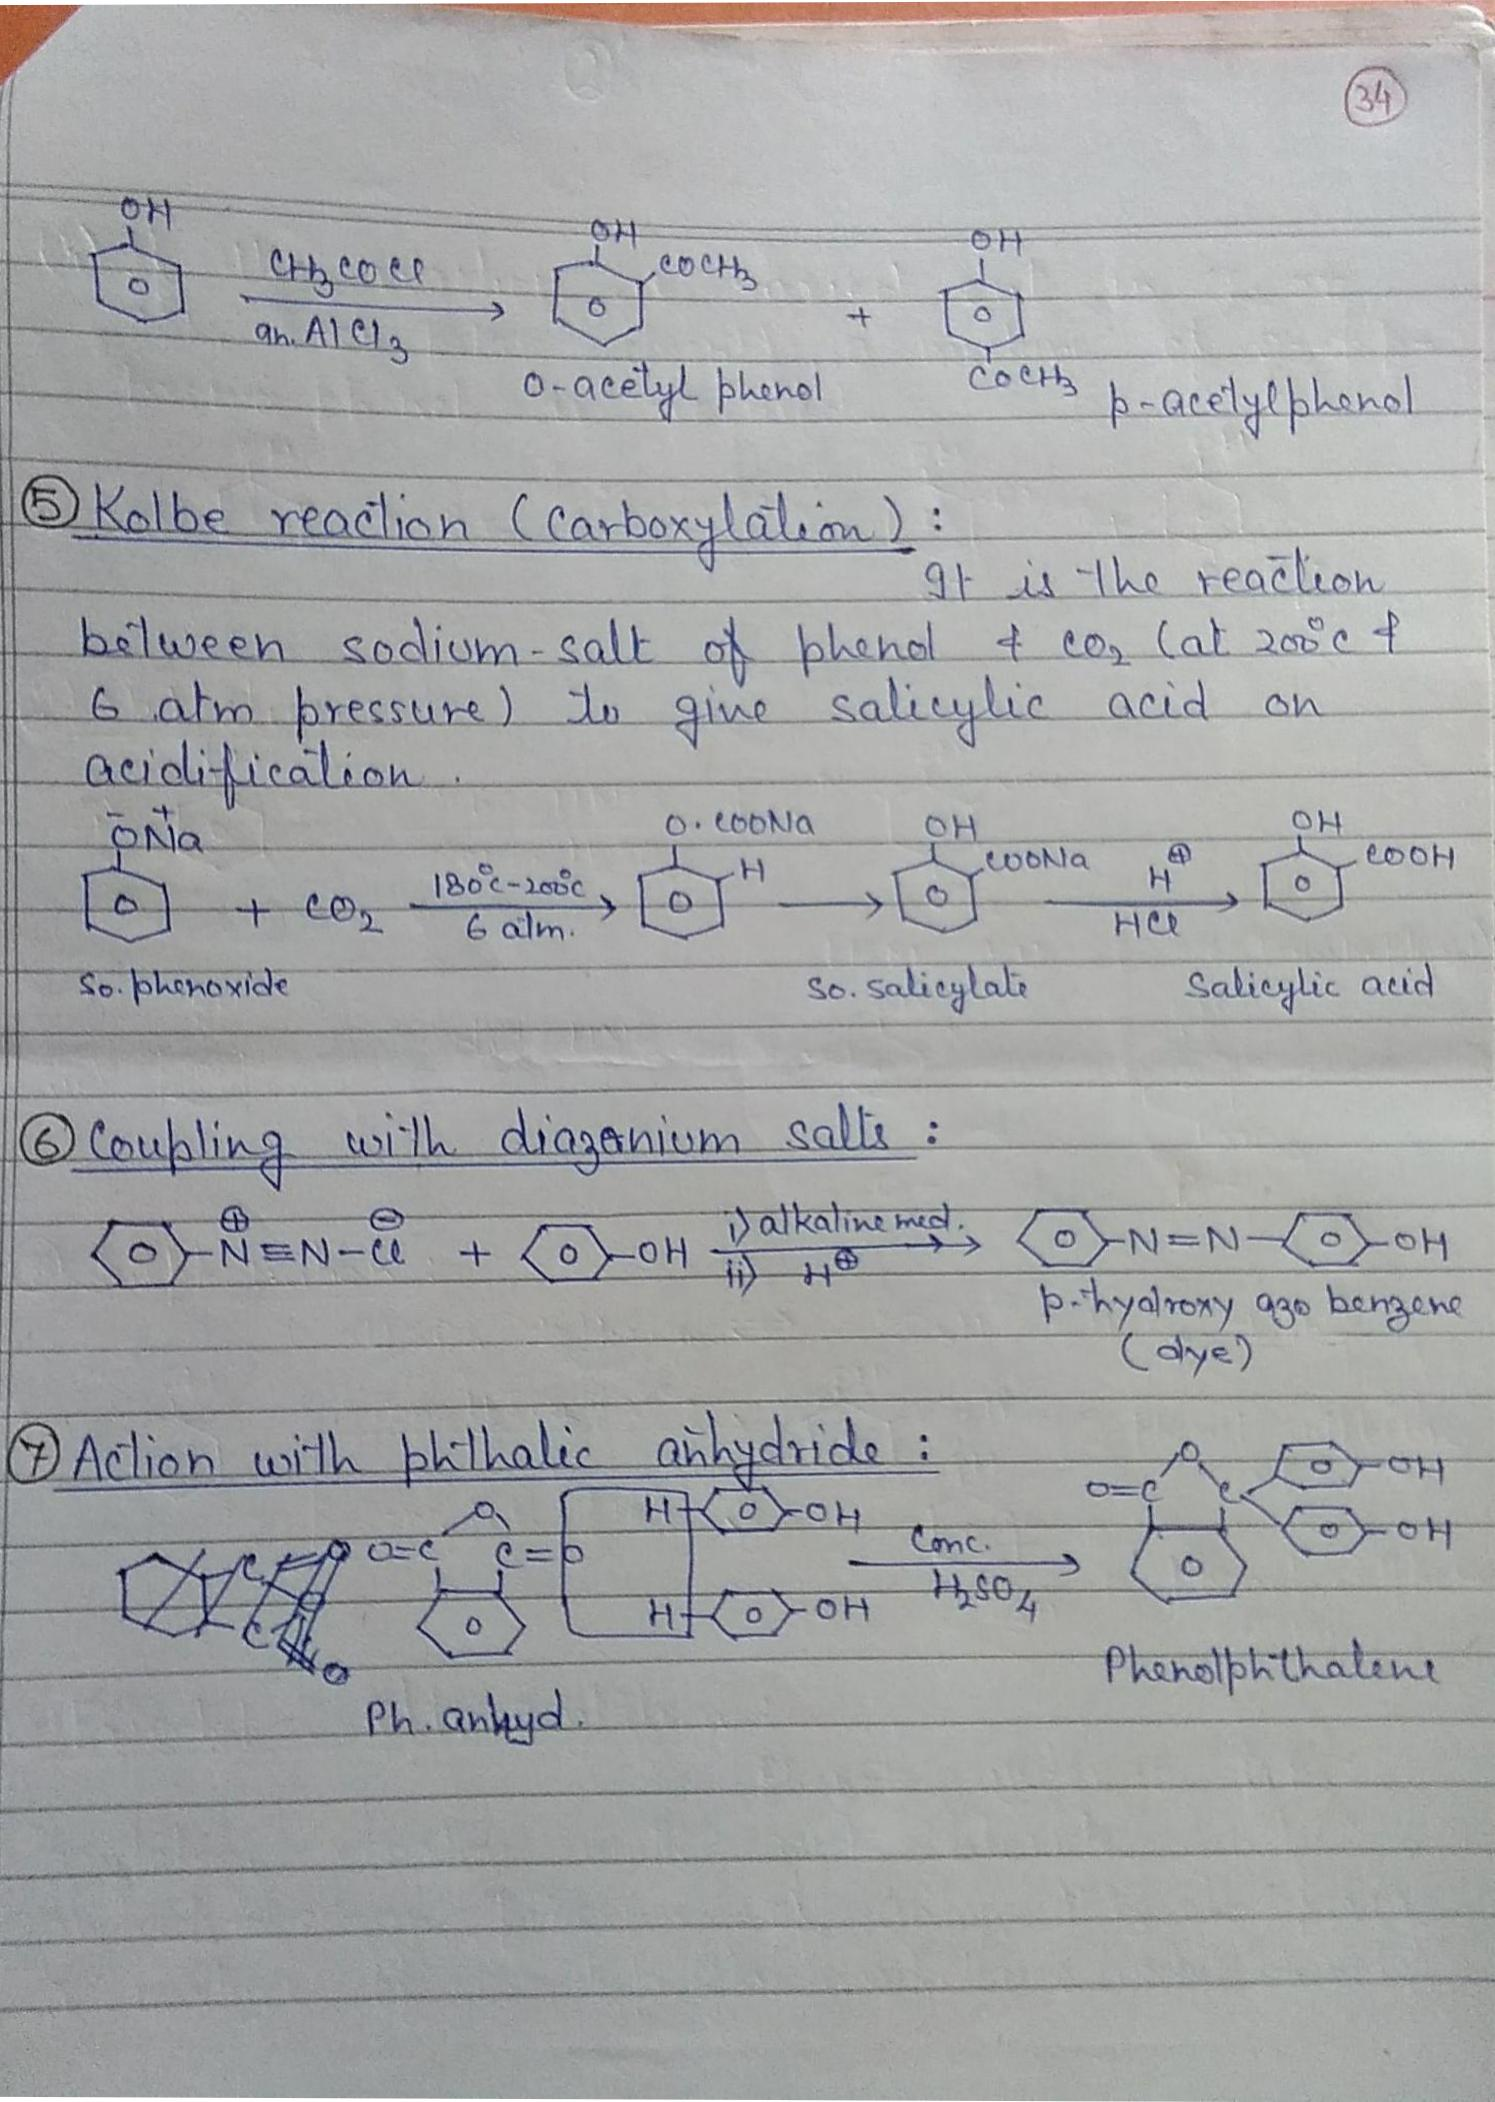 34
OH
CH3COCl
an. AlCl3
OH
COCH3
+
OH
COCH3
o-acetyl phenol
p-acetylphenol
⑤ Kolbe reaction (carboxylation) :
It is the reaction
between sodium-salt of phenol & CO2 (at 200°C &
6 atm pressure) to give salicylic acid on
acidification.
ŌNa⁺ + CO2 180°C-200°C 6 atm. O.COONa H OH COONa H⊕ HCl OH COOH
So. phenoxide so. salicylate Salicylic acid
⑥ Coupling with diazonium salts :
N⊕≡N-Cl⊖ + OH i) alkaline med. ii) H⊕ N=N OH
p-hydroxy azo benzene
(dye)
⑦ Action with phthalic anhydride :
O=C O C=O H OH H OH Conc. H2SO4 O=C O C OH OH
Phenolphthalene
Ph. anhyd.